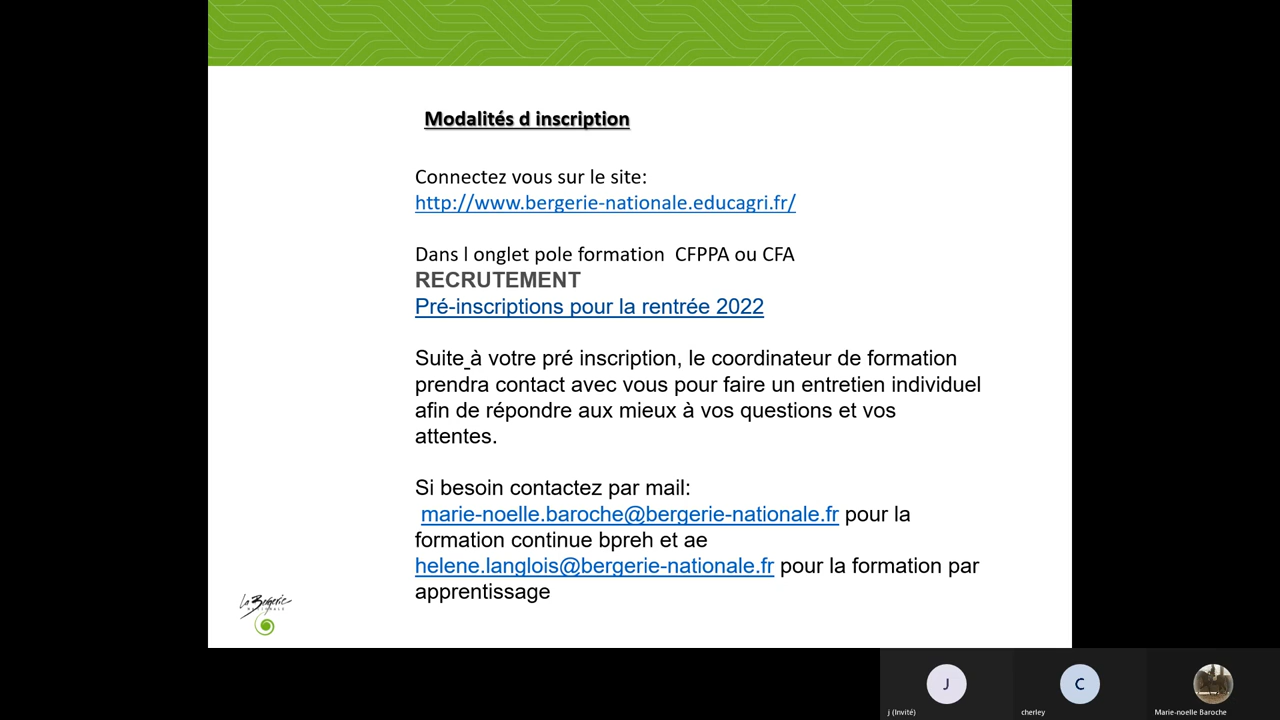 Modalités d inscription
Connectez vous sur le site:
http://www.bergerie-nationale.educagri.fr/
Dans l onglet pole formation  CFPPA ou CFA
RECRUTEMENT
Pré-inscriptions pour la rentrée 2022
Suite à votre pré inscription, le coordinateur de formation
prendra contact avec vous pour faire un entretien individuel
afin de répondre aux mieux à vos questions et vos
attentes.
Si besoin contactez par mail:
marie-noelle.baroche@bergerie-nationale.fr pour la
formation continue bpreh et ae
helene.langlois@bergerie-nationale.fr pour la formation par
apprentissage
La Bergerie
NATIONALE
J
C
j (Invité)
cherley
Marie-noelle Baroche